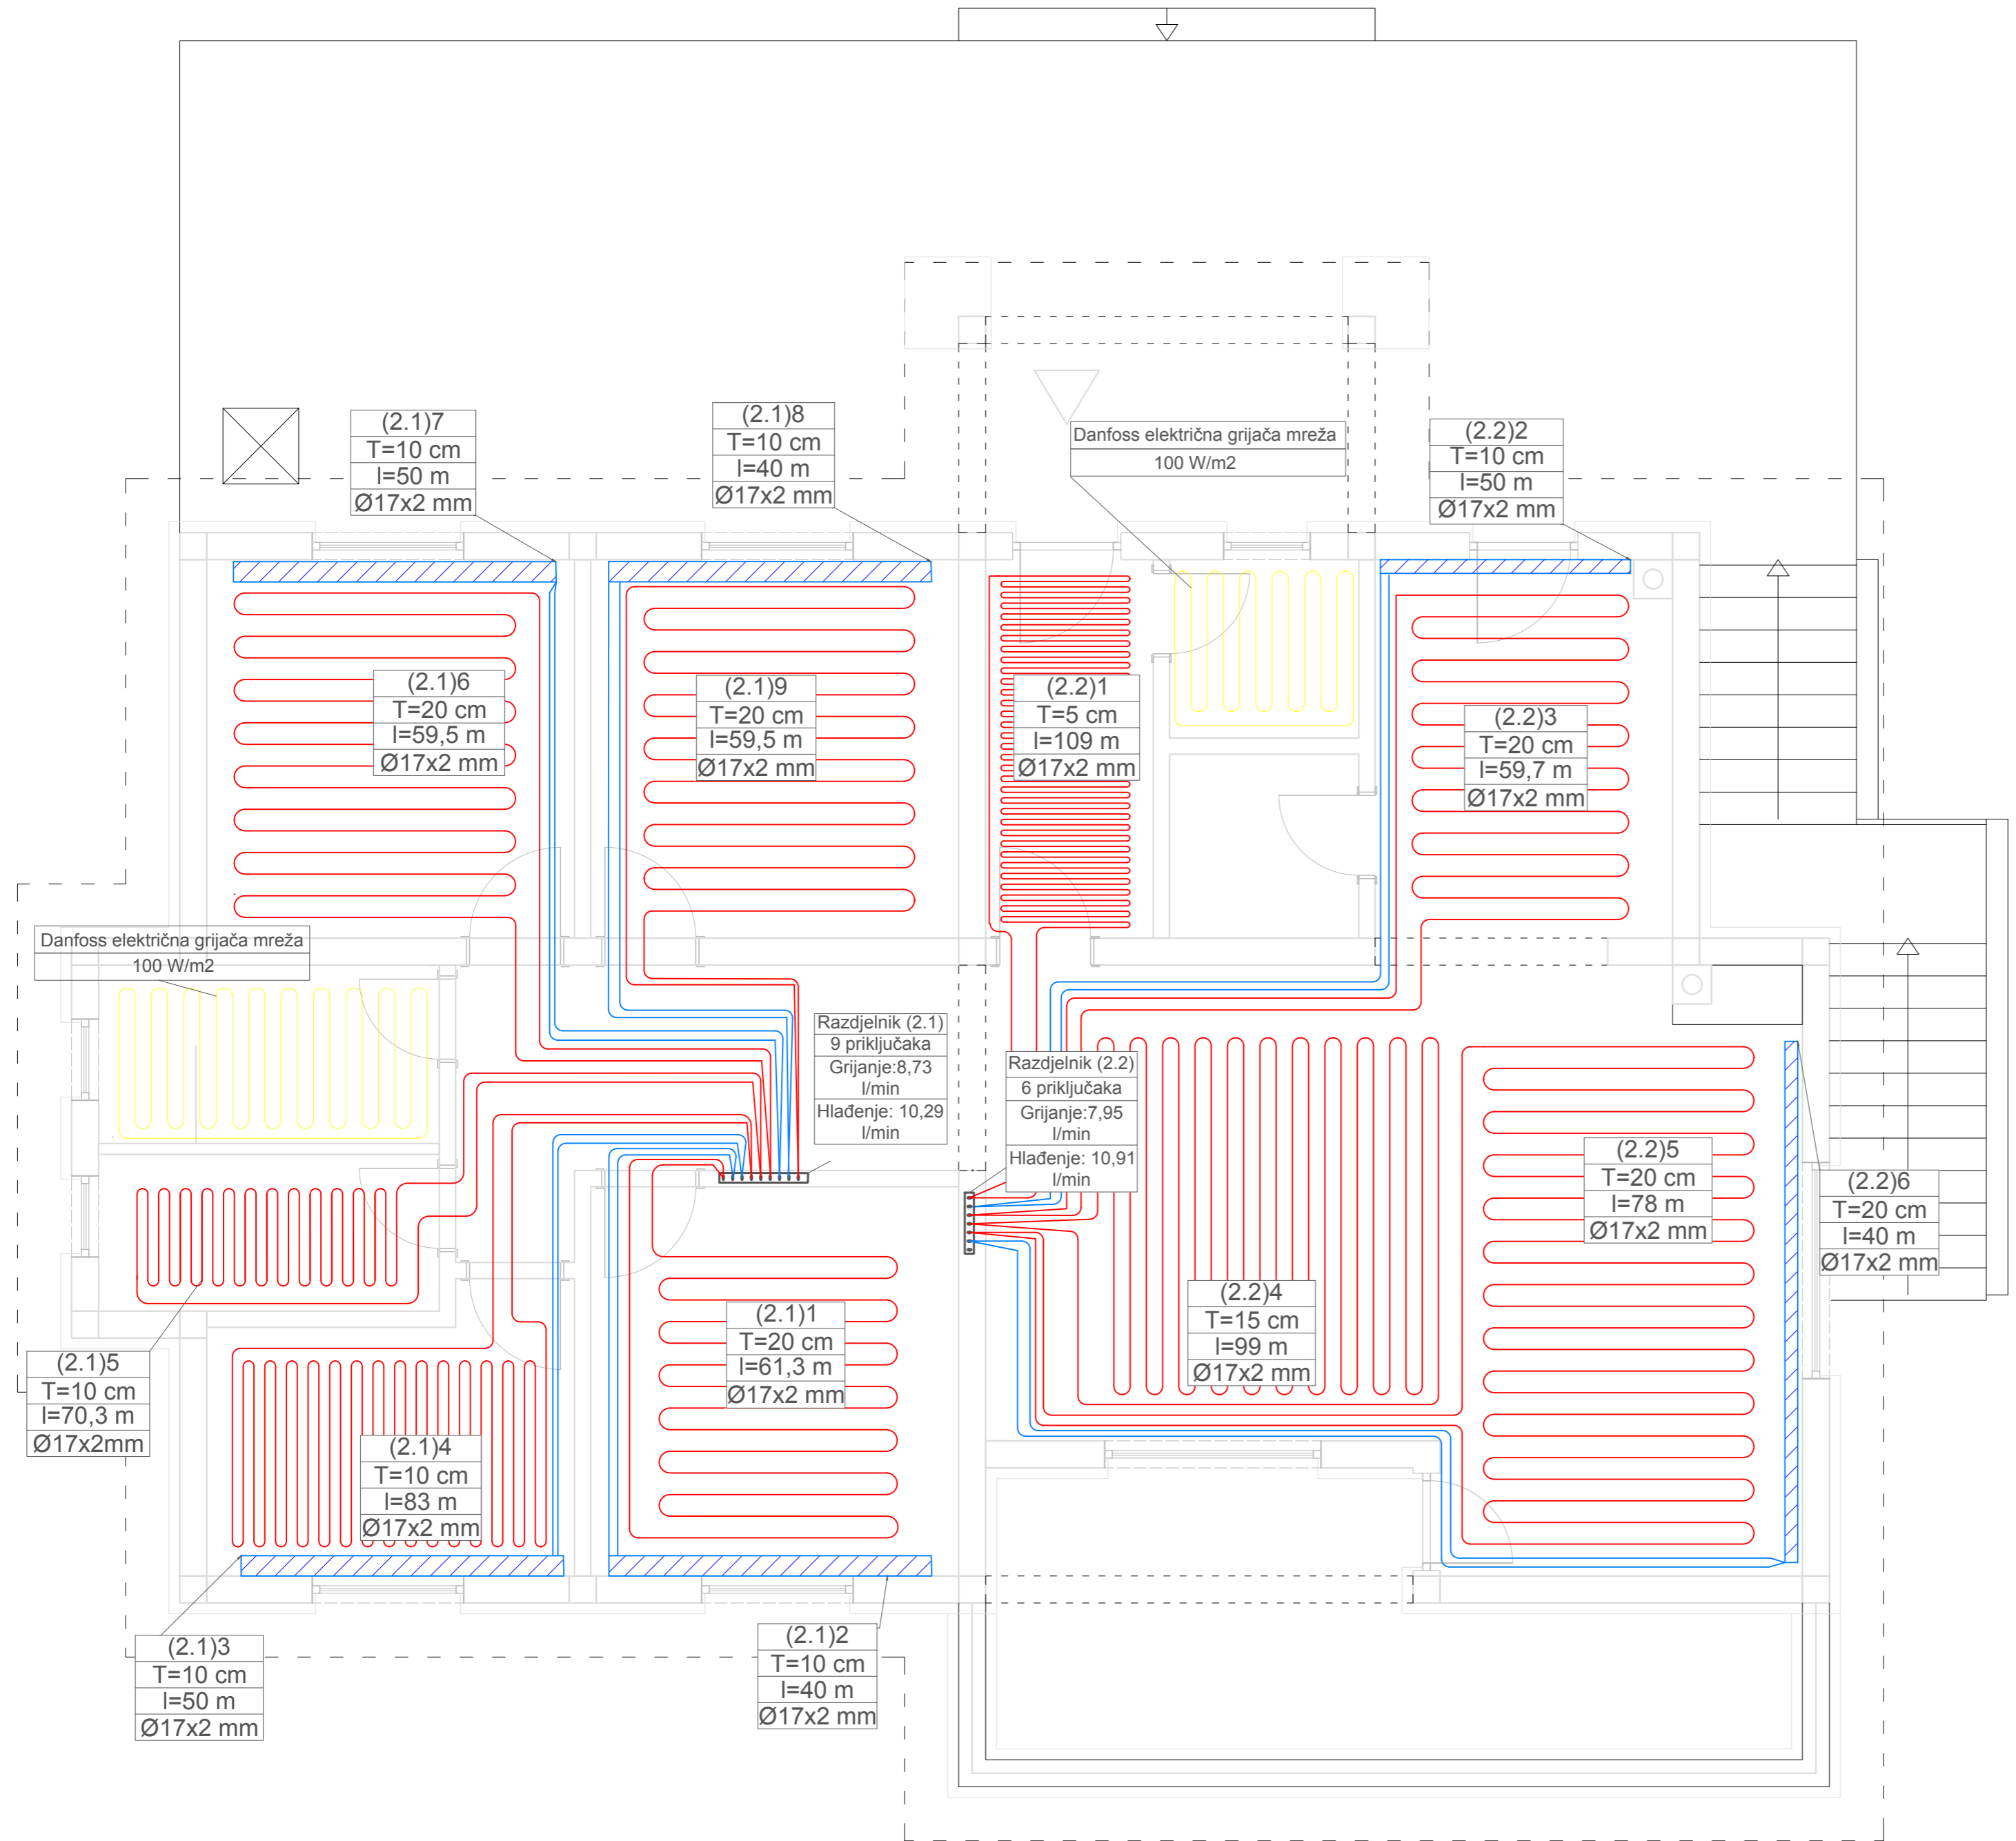 (2.1)7
T=10 cm
l=50 m
Ø17x2 mm
(2.1)8
T=10 cm
l=40 m
Ø17x2 mm
Danfoss električna grijača mreža
100 W/m2
(2.2)2
T=10 cm
l=50 m
Ø17x2 mm
(2.1)6
T=20 cm
l=59,5 m
Ø17x2 mm
(2.1)9
T=20 cm
l=59,5 m
Ø17x2 mm
(2.2)1
T=5 cm
l=109 m
Ø17x2 mm
(2.2)3
T=20 cm
l=59,7 m
Ø17x2 mm
Danfoss električna grijača mreža
100 W/m2
Razdjelnik (2.1)
9 priključaka
Grijanje:8,73
l/min
Hlađenje: 10,29
l/min
Razdjelnik (2.2)
6 priključaka
Grijanje:7,95
l/min
Hlađenje: 10,91
l/min
(2.2)5
T=20 cm
l=78 m
Ø17x2 mm
(2.2)6
T=20 cm
l=40 m
Ø17x2 mm
(2.2)4
T=15 cm
l=99 m
Ø17x2 mm
(2.1)1
T=20 cm
l=61,3 m
Ø17x2 mm
(2.1)5
T=10 cm
l=70,3 m
Ø17x2mm
(2.1)4
T=10 cm
l=83 m
Ø17x2 mm
(2.1)3
T=10 cm
l=50 m
Ø17x2 mm
(2.1)2
T=10 cm
l=40 m
Ø17x2 mm